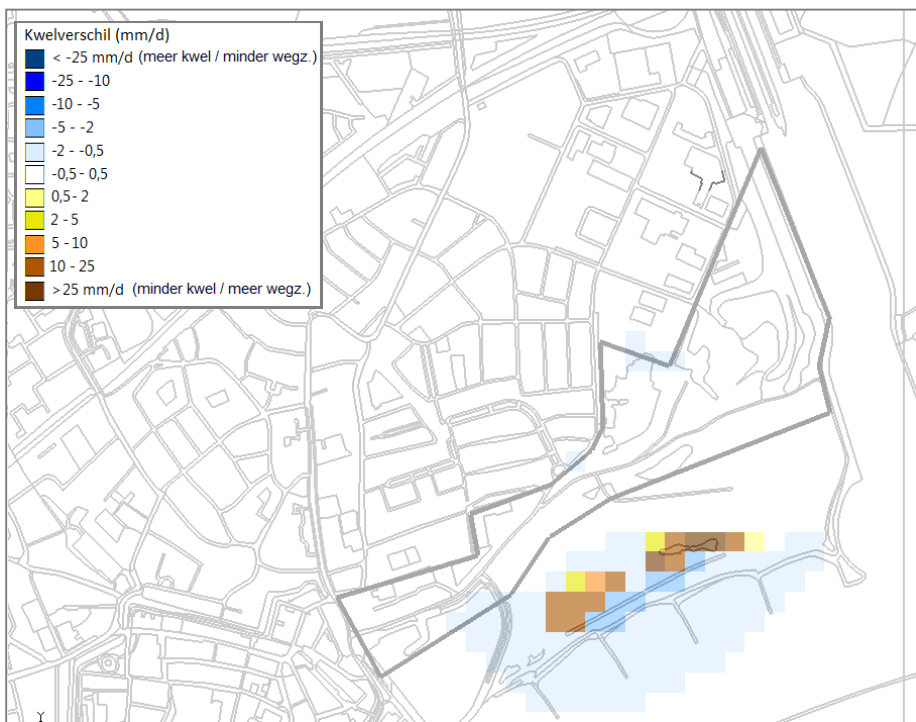 Kwelverschil (mm/d)
< -25 mm/d (meer kwel / minder wegz.)
-25 - -10
-10 - -5
-5 - -2
-2 - -0,5
-0,5 - 0,5
0,5- 2
2 - 5
5 - 10
10 - 25
>25 mm/d (minder kwel / meer wegz.)